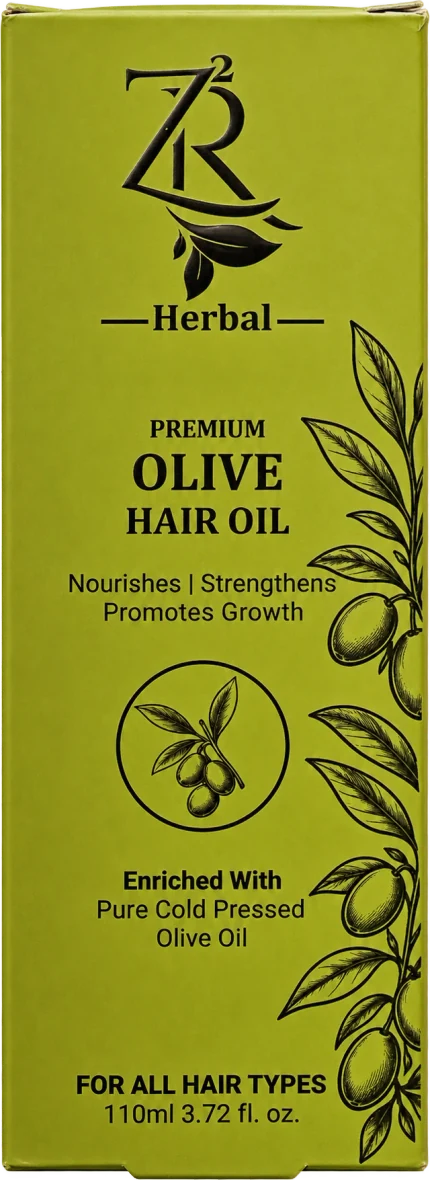 Z²R
Herbal
PREMIUM
OLIVE
HAIR OIL
Nourishes | Strengthens
Promotes Growth
Enriched With
Pure Cold Pressed
Olive Oil
FOR ALL HAIR TYPES
110ml 3.72 fl. oz.